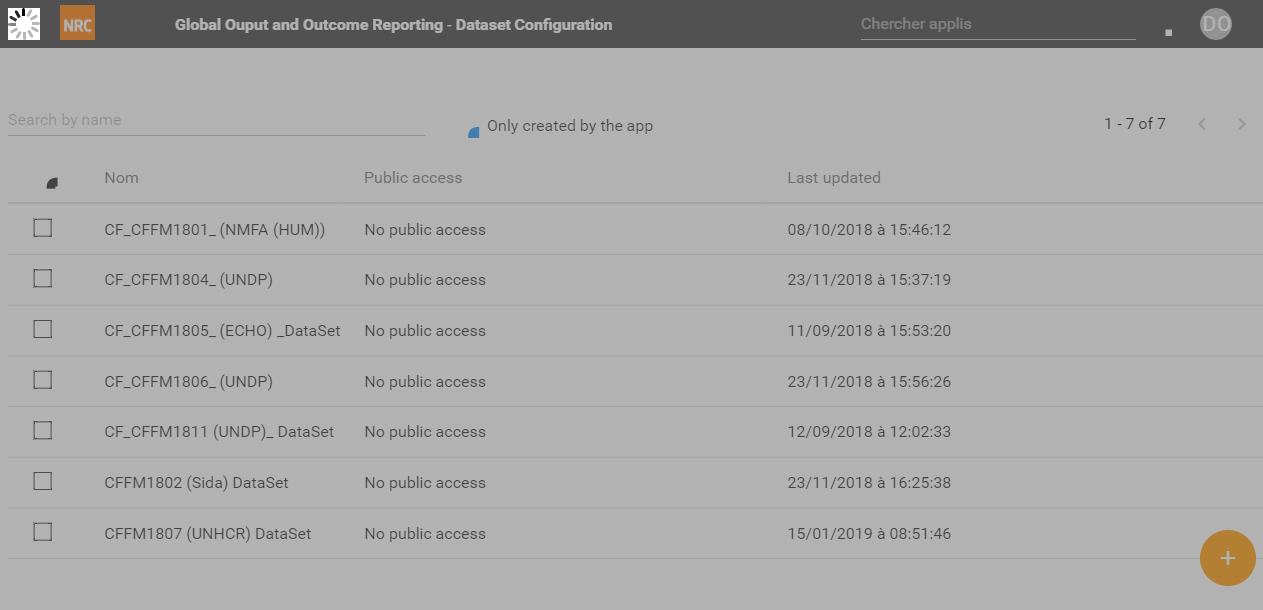 NRC
Global Ouput and Outcome Reporting - Dataset Configuration
Chercher applis
DO
Search by name
Only created by the app
1 - 7 of 7
Nom Public access Last updated
CF_CFFM1801_ (NMFA (HUM)) No public access 08/10/2018 à 15:46:12
CF_CFFM1804_ (UNDP) No public access 23/11/2018 à 15:37:19
CF_CFFM1805_ (ECHO) _DataSet No public access 11/09/2018 à 15:53:20
CF_CFFM1806_ (UNDP) No public access 23/11/2018 à 15:56:26
CF_CFFM1811 (UNDP)_ DataSet No public access 12/09/2018 à 12:02:33
CFFM1802 (Sida) DataSet No public access 23/11/2018 à 16:25:38
CFFM1807 (UNHCR) DataSet No public access 15/01/2019 à 08:51:46
+